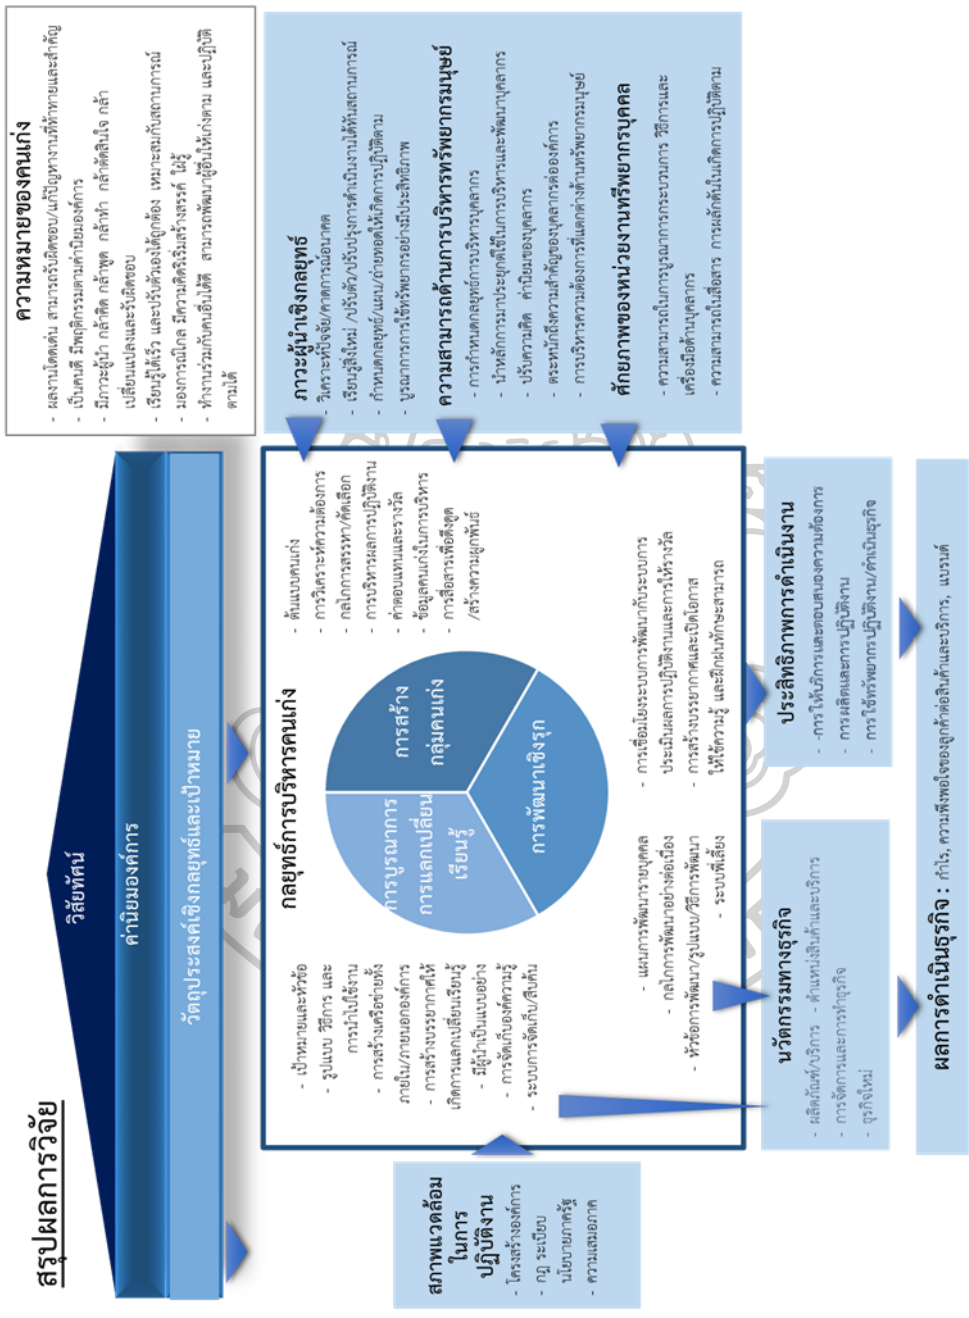 สรุปผลการวิจัย
วิสัยทัศน์
ค่านิยมองค์การ
วัตถุประสงค์เชิงกลยุทธ์และเป้าหมาย
ความหมายของคนเก่ง
- ผลงานโดดเด่น สามารถรับผิดชอบ/แก้ปัญหางานที่ท้าทายและสำคัญ
- เป็นคนดี มีพฤติกรรมตามค่านิยมองค์การ
- มีภาวะผู้นำ กล้าคิด กล้าพูด กล้าทำ กล้าตัดสินใจ กล้า
เปลี่ยนแปลงและรับผิดชอบ
- เรียนรู้ได้เร็ว และปรับตัวเองได้ถูกต้อง เหมาะสมกับสถานการณ์
- มองการณ์ไกล มีความคิดริเริ่มสร้างสรรค์ ใฝ่รู้
- ทำงานร่วมกับคนอื่นได้ดี สามารถพัฒนาผู้อื่นให้เก่งตาม และปฏิบัติ
ตามได้
สภาพแวดล้อม
ในการ
ปฏิบัติงาน
- โครงสร้างองค์การ
- กฎ ระเบียบ
นโยบายภาครัฐ
- ความเสมอภาค
กลยุทธ์การบริหารคนเก่ง
- เป้าหมายและหัวข้อ
- รูปแบบ วิธีการ และ
การนำไปใช้งาน
- การสร้างเครือข่ายทั้ง
ภายใน/ภายนอกองค์การ
- การสร้างบรรยากาศให้
เกิดการแลกเปลี่ยนเรียนรู้
- มีผู้นำเป็นแบบอย่าง
- การจัดเก็บองค์ความรู้
- ระบบการจัดเก็บ/สืบค้น
การบูรณาการ
การแลกเปลี่ยน
เรียนรู้
การสร้าง
กลุ่มคนเก่ง
การพัฒนาเชิงรุก
- ต้นแบบคนเก่ง
- การวิเคราะห์ความต้องการ
- กลไกการสรรหา/คัดเลือก
- การบริหารผลการปฏิบัติงาน
- ค่าตอบแทนและรางวัล
- ข้อมูลคนเก่งในการบริหาร
- การสื่อสารเพื่อดึงดูด
/สร้างความผูกพันธ์
- แผนการพัฒนารายบุคคล
- กลไกการพัฒนาอย่างต่อเนื่อง
- หัวข้อการพัฒนา/รูปแบบ/วิธีการพัฒนา
- ระบบพี่เลี้ยง
- การเชื่อมโยงระบบการพัฒนากับระบบการ
ประเมินผลการปฏิบัติงานและการให้รางวัล
- การสร้างบรรยากาศและเปิดโอกาส
ให้ใช้ความรู้ และฝึกฝนทักษะสามารถ
ภาวะผู้นำเชิงกลยุทธ์
- วิเคราะห์ปัจจัย/คาดการณ์อนาคต
- เรียนรู้สิ่งใหม่ /ปรับตัว/ปรับปรุงการดำเนินงานได้ทันสถานการณ์
- กำหนดกลยุทธ์/แผน/ถ่ายทอดให้เกิดการปฏิบัติตาม
- บูรณาการการใช้ทรัพยากรอย่างมีประสิทธิภาพ
ความสามารถด้านการบริหารทรัพยากรมนุษย์
- การกำหนดกลยุทธ์การบริหารบุคลากร
- นำหลักการมาประยุกต์ใช้ในการบริหารและพัฒนาบุคลากร
- ปรับความคิด ค่านิยมของบุคลากร
- ตระหนักถึงความสำคัญของบุคลากรต่อองค์การ
- การบริหารความต้องการที่แตกต่างด้านทรัพยากรมนุษย์
ศักยภาพของหน่วยงานทรัพยากรบุคคล
- ความสามารถในการบูรณาการกระบวนการ วิธีการและ
เครื่องมือด้านบุคลากร
- ความสามารถในสื่อสาร การผลักดันในเกิดการปฏิบัติตาม
นวัตกรรมทางธุรกิจ
- ผลิตภัณฑ์/บริการ - ตำแหน่งสินค้าและบริการ
- การจัดการและการทำธุรกิจ
- ธุรกิจใหม่
ประสิทธิภาพการดำเนินงาน
- -การให้บริการและตอบสนองความต้องการ
- การผลิตและการปฏิบัติงาน
- การใช้ทรัพยากรปฏิบัติงาน/ดำเนินธุรกิจ
ผลการดำเนินธุรกิจ : กำไร, ความพึงพอใจของลูกค้าต่อสินค้าและบริการ, แบรนด์